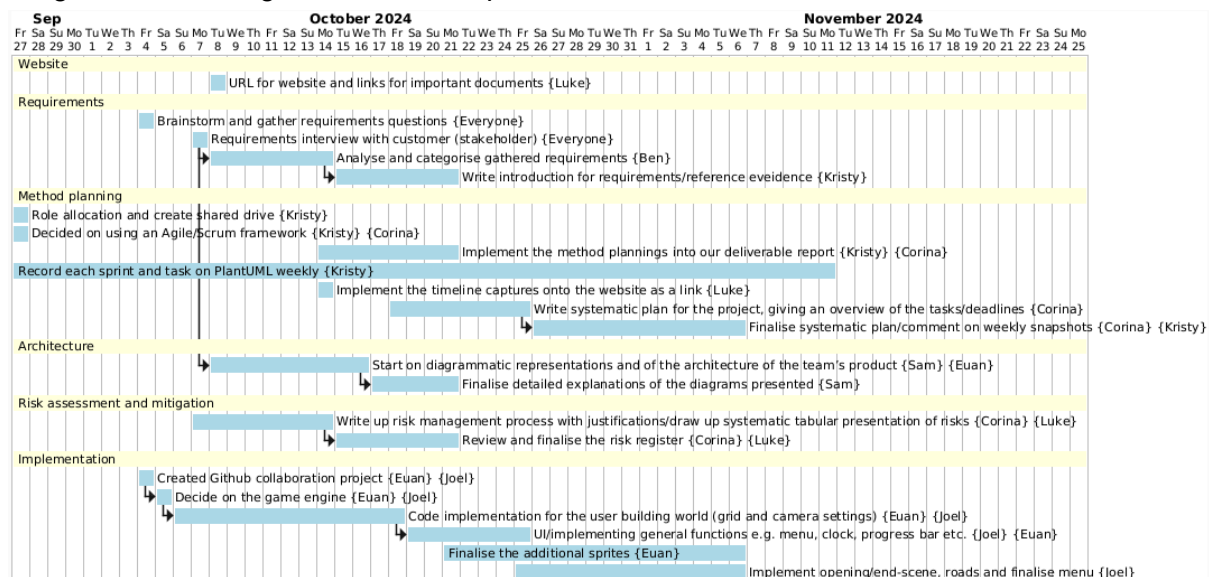 Sep October 2024 November 2024
Fr Sa Su Mo Tu We Th Fr Sa Su Mo Tu We Th Fr Sa Su Mo Tu We Th Fr Sa Su Mo Tu We Th Fr Sa Su Mo Tu We Th Fr Sa Su Mo Tu We Th Fr Sa Su Mo Tu We Th Fr Sa Su Mo Tu We Th Fr Sa Su Mo
27 28 29 30 1 2 3 4 5 6 7 8 9 10 11 12 13 14 15 16 17 18 19 20 21 22 23 24 25 26 27 28 29 30 31 1 2 3 4 5 6 7 8 9 10 11 12 13 14 15 16 17 18 19 20 21 22 23 24 25
Website
URL for website and links for important documents {Luke}
Requirements
Brainstorm and gather requirements questions {Everyone}
Requirements interview with customer (stakeholder) {Everyone}
Analyse and categorise gathered requirements {Ben}
Write introduction for requirements/reference eveidence {Kristy}
Method planning
Role allocation and create shared drive {Kristy}
Decided on using an Agile/Scrum framework {Kristy} {Corina}
Implement the method plannings into our deliverable report {Kristy} {Corina}
Record each sprint and task on PlantUML weekly {Kristy}
Implement the timeline captures onto the website as a link {Luke}
Write systematic plan for the project, giving an overview of the tasks/deadlines {Corina}
Finalise systematic plan/comment on weekly snapshots {Corina} {Kristy}
Architecture
Start on diagrammatic representations and of the architecture of the team's product {Sam} {Euan}
Finalise detailed explanations of the diagrams presented {Sam}
Risk assessment and mitigation
Write up risk management process with justifications/draw up systematic tabular presentation of risks {Corina} {Luke}
Review and finalise the risk register {Corina} {Luke}
Implementation
Created Github collaboration project {Euan} {Joel}
Decide on the game engine {Euan} {Joel}
Code implementation for the user building world (grid and camera settings) {Euan} {Joel}
UI/implementing general functions e.g. menu, clock, progress bar etc. {Joel} {Euan}
Finalise the additional sprites {Euan}
Implement opening/end-scene, roads and finalise menu {Joel}